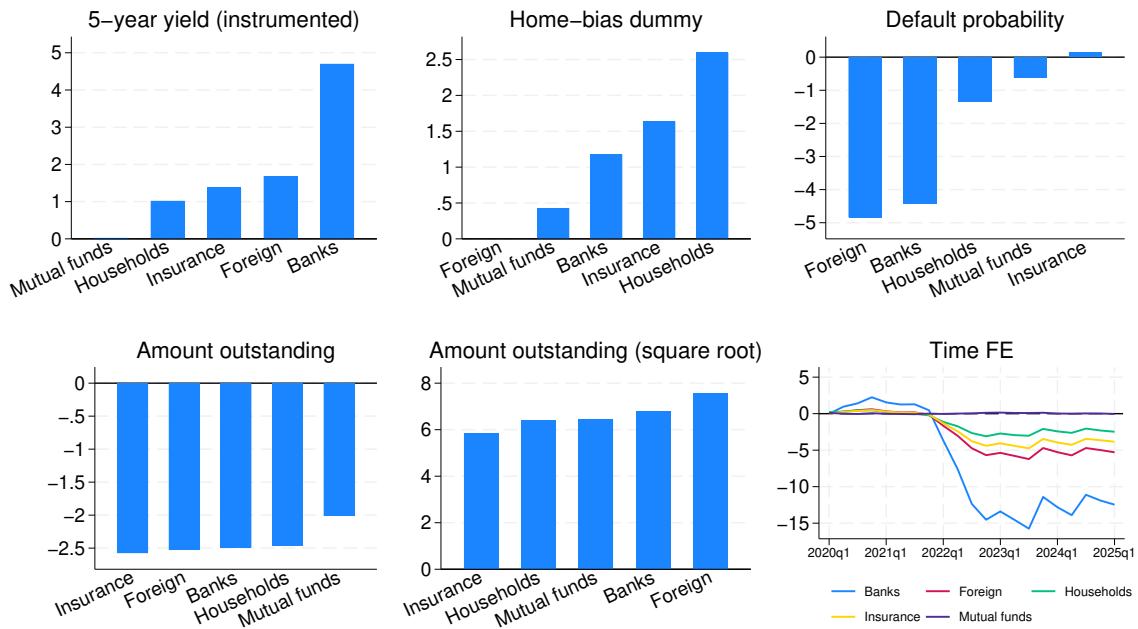 5−year yield (instrumented)
5
4
3
2
1
0
Mutual funds
Households
Insurance
Foreign
Banks
Home−bias dummy
2.5
2
1.5
1
.5
0
Foreign
Mutual funds
Banks
Insurance
Households
Default probability
0
−1
−2
−3
−4
−5
Foreign
Banks
Households
Mutual funds
Insurance
Amount outstanding
0
−.5
−1
−1.5
−2
−2.5
Insurance
Foreign
Banks
Households
Mutual funds
Amount outstanding (square root)
8
6
4
2
0
Insurance
Households
Mutual funds
Banks
Foreign
Time FE
5
0
−5
−10
−15
2020q1 2021q1 2022q1 2023q1 2024q1 2025q1
Banks Foreign Households
Insurance Mutual funds